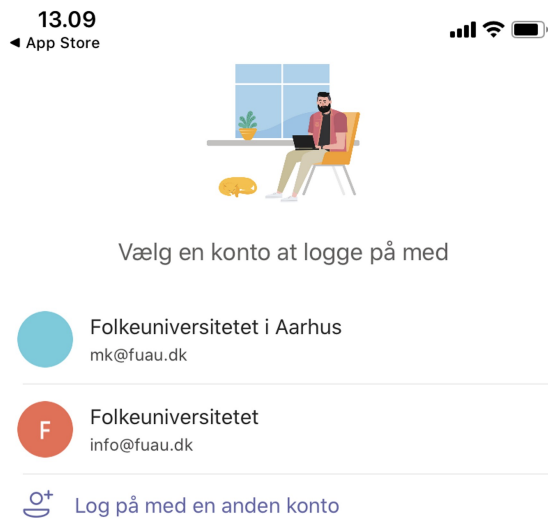 13.09
◀ App Store
Vælg en konto at logge på med
Folkeuniversitetet i Aarhus
mk@fuau.dk
F
Folkeuniversitetet
info@fuau.dk
Log på med en anden konto